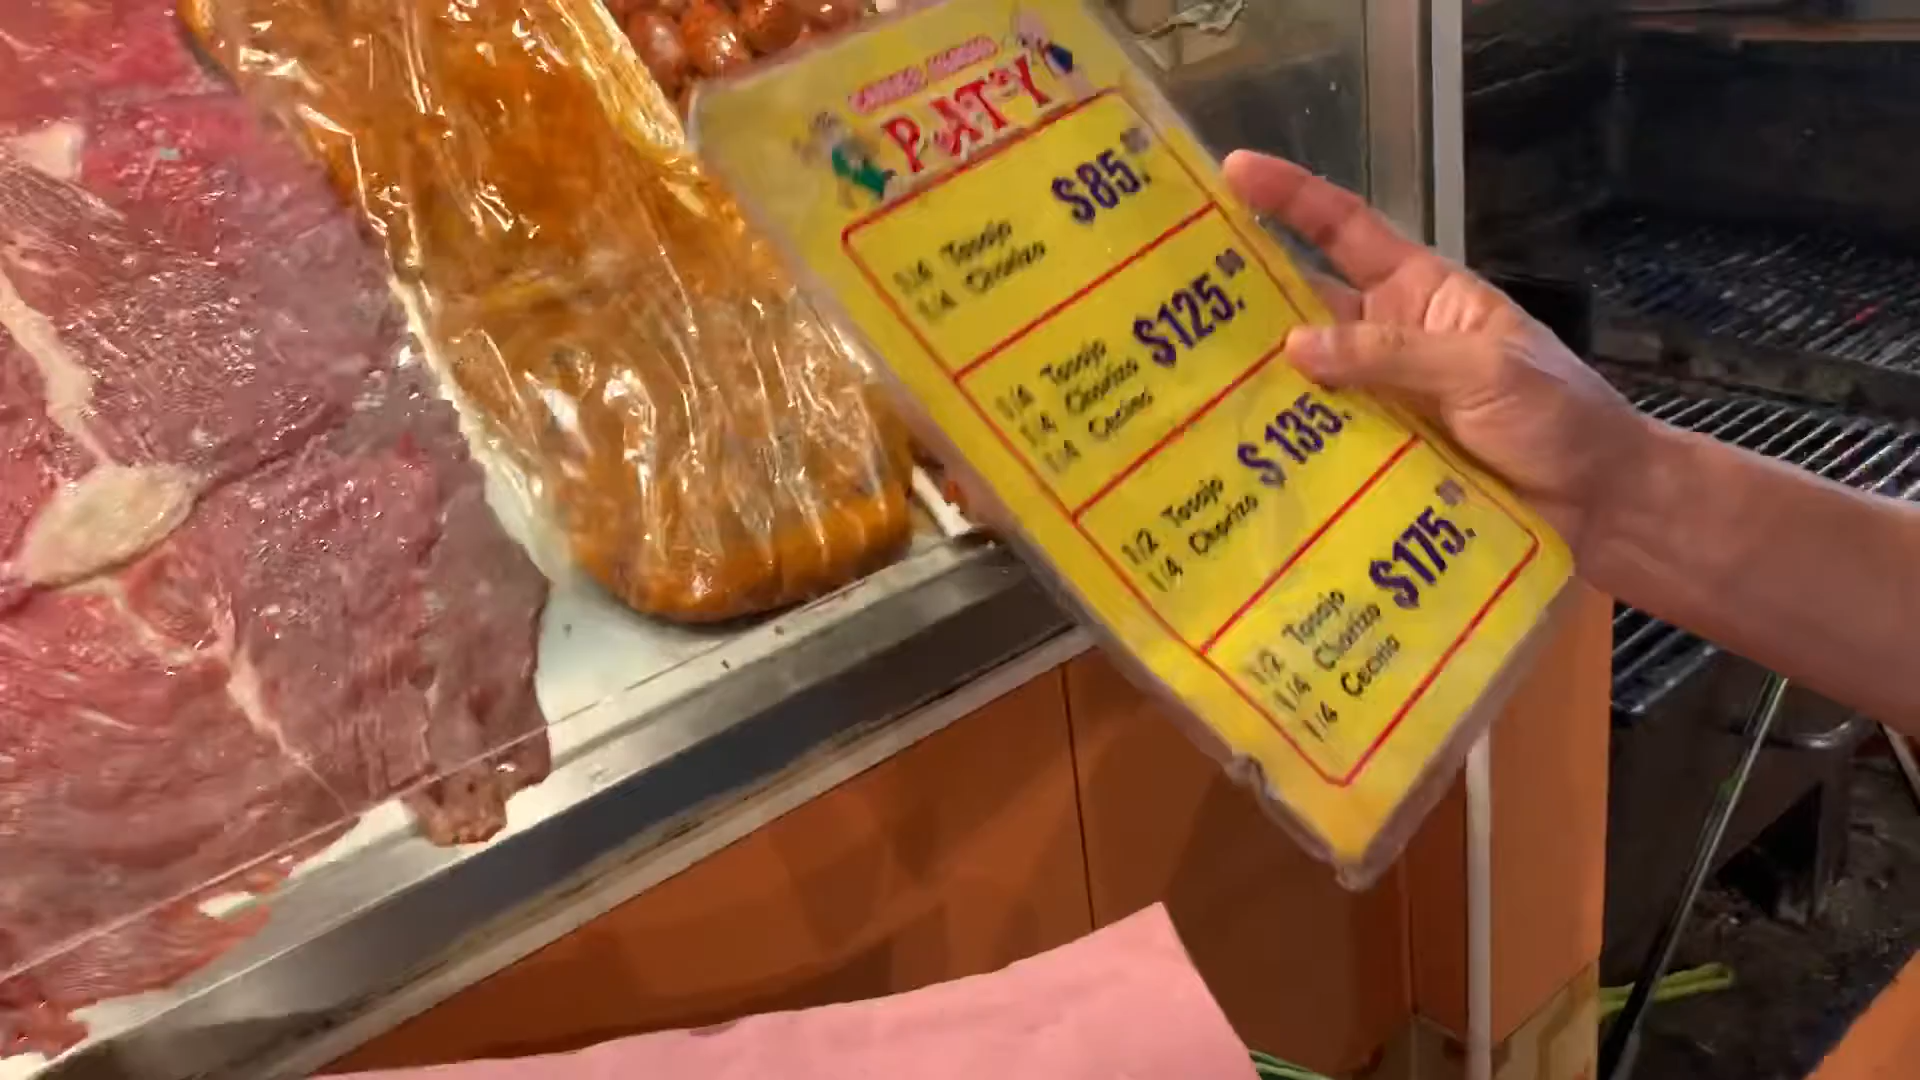 CARNES ASADAS
PATY
1/4 Tasajo
1/4 Chorizo
$85.00
1/4 Tasajo
1/4 Chorizo
1/4 Cecina
$125.00
1/2 Tasajo
1/4 Chorizo
$135.
1/2 Tasajo
1/4 Chorizo
1/4 Cecina
$175.00